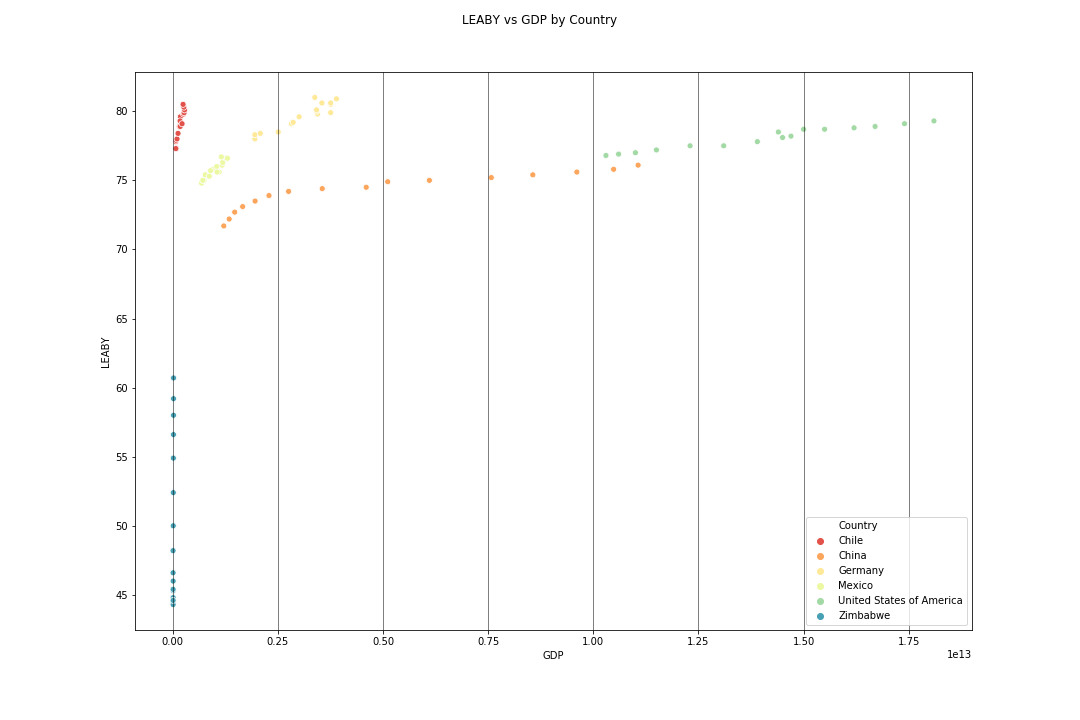 LEABY vs GDP by Country
LEABY
80
75
70
65
60
55
50
45
0.00 0.25 0.50 0.75 1.00 1.25 1.50 1.75
1e13
GDP
Country
Chile
China
Germany
Mexico
United States of America
Zimbabwe